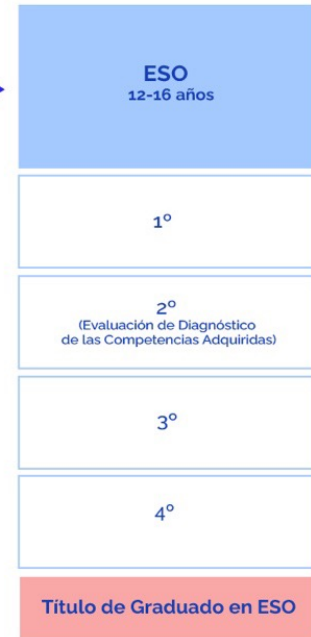 ESO
12-16 años
1º
2º
(Evaluación de Diagnóstico
de las Competencias Adquiridas)
3º
4º
Título de Graduado en ESO